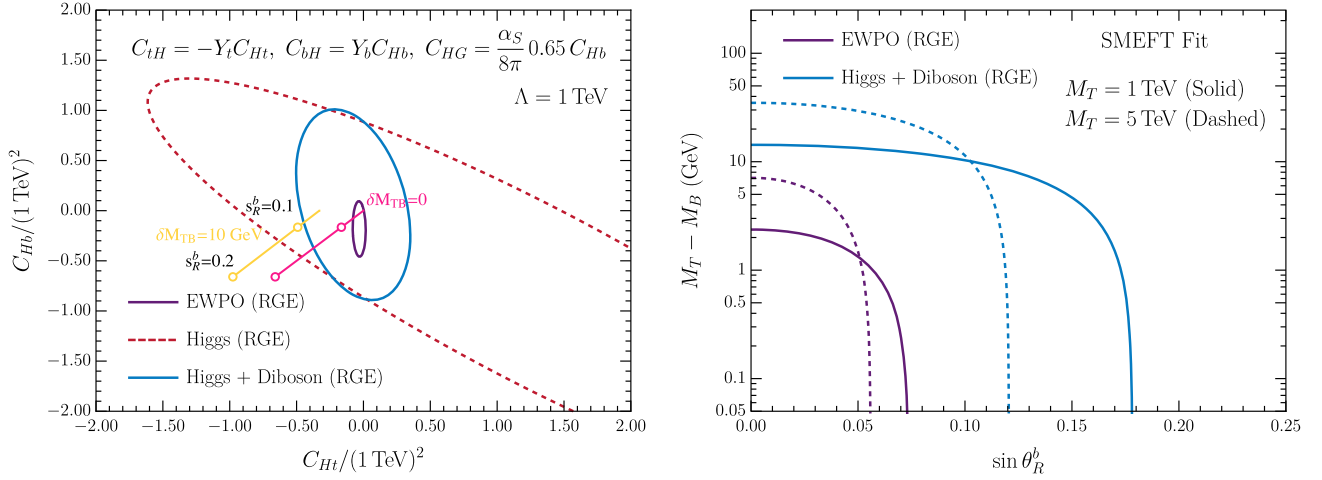 C_{tH} = −Y_t C_{Ht}, C_{bH} = Y_b C_{Hb}, C_{HG} = \frac{α_S}{8π} 0.65 C_{Hb}
Λ = 1 TeV
2.00
1.50
1.00
0.50
0.00
−0.50
−1.00
−1.50
−2.00
C_{Hb}/(1 TeV)^2
s_R^b=0.1
δM_{TB}=0
δM_{TB}=10 GeV
s_R^b=0.2
EWPO (RGE)
Higgs (RGE)
Higgs + Diboson (RGE)
−2.00 −1.50 −1.00 −0.50 0.00 0.50 1.00 1.50 2.00
C_{Ht}/(1 TeV)^2
EWPO (RGE)
Higgs + Diboson (RGE)
SMEFT Fit
M_T = 1 TeV (Solid)
M_T = 5 TeV (Dashed)
100
50
10
5
1
0.5
0.1
0.05
M_T − M_B (GeV)
0.00 0.05 0.10 0.15 0.20 0.25
sin θ_R^b